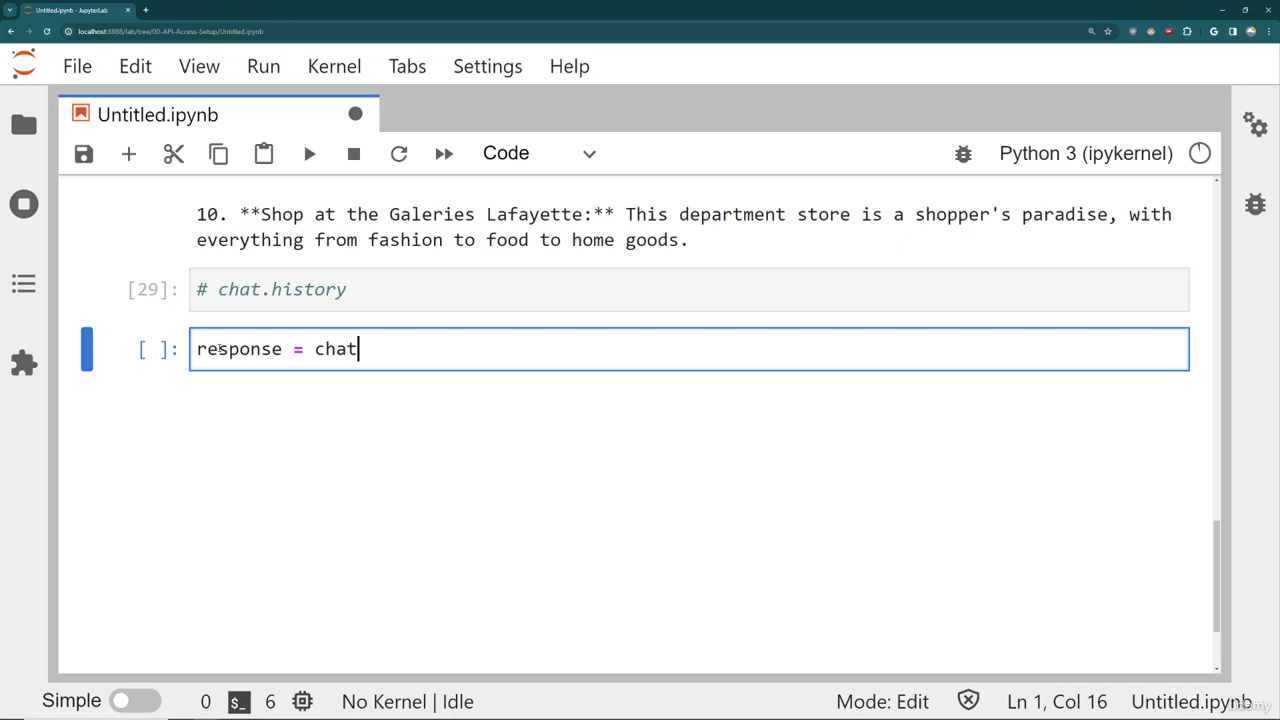 Untitled.ipynb - JupyterLab
localhost:8888/lab/tree/00-API-Access-Setup/Untitled.ipynb
File Edit View Run Kernel Tabs Settings Help
Untitled.ipynb
Code Python 3 (ipykernel)
10. **Shop at the Galeries Lafayette:** This department store is a shopper's paradise, with
everything from fashion to food to home goods.
[29]: # chat.history
[ ]: response = chat
Simple 0 $_ 6 No Kernel | Idle Mode: Edit Ln 1, Col 16 Untitled.ipynb
Udemy